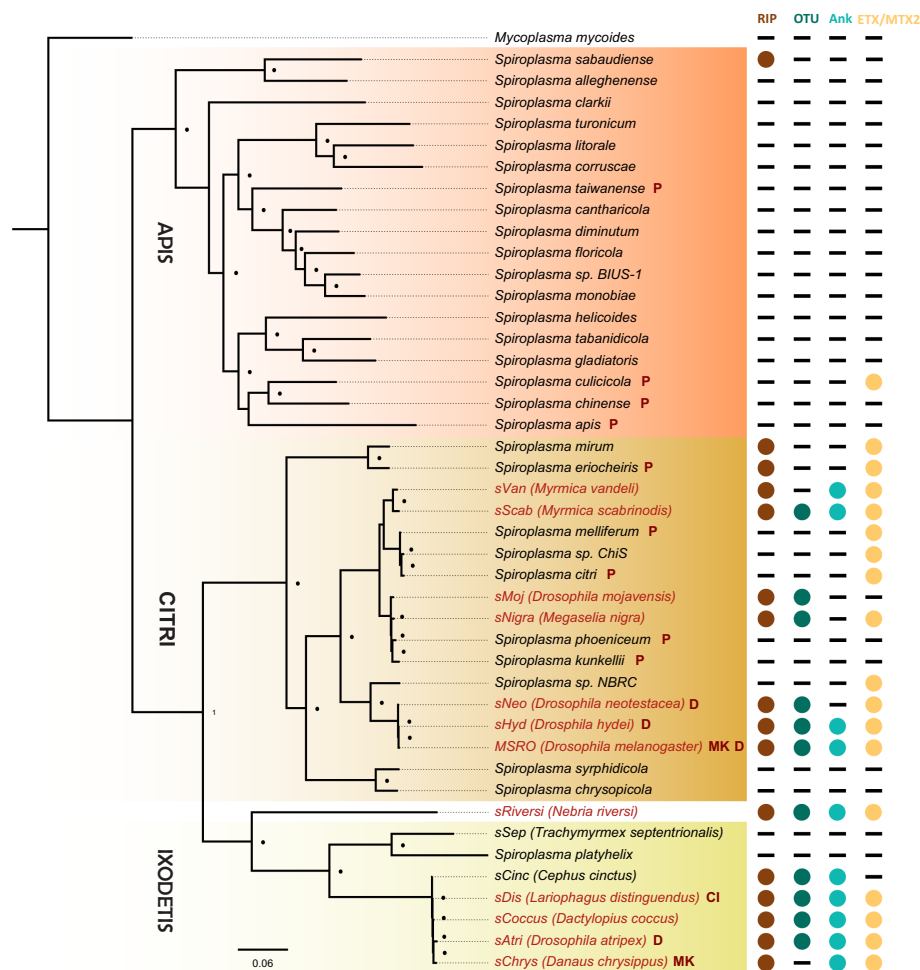 RIP OTU Ank ETX/MTX2
Mycoplasma mycoides
Spiroplasma sabaudiense
Spiroplasma alleghenense
Spiroplasma clarkii
Spiroplasma turonicum
Spiroplasma litorale
Spiroplasma corruscae
Spiroplasma taiwanense P
Spiroplasma cantharicola
Spiroplasma diminutum
Spiroplasma floricola
Spiroplasma sp. BIUS-1
Spiroplasma monobiae
Spiroplasma helicoides
Spiroplasma tabanidicola
Spiroplasma gladiatoris
Spiroplasma culicicola P
Spiroplasma chinense P
Spiroplasma apis P
APIS
Spiroplasma mirum
Spiroplasma eriocheiris P
sVan (Myrmica vandeli)
sScab (Myrmica scabrinodis)
Spiroplasma melliferum P
Spiroplasma sp. ChiS
Spiroplasma citri P
sMoj (Drosophila mojavensis)
sNigra (Megaselia nigra)
Spiroplasma phoeniceum P
Spiroplasma kunkellii P
Spiroplasma sp. NBRC
sNeo (Drosophila neotestacea) D
sHyd (Drosphila hydei) D
MSRO (Drosophila melanogaster) MK D
Spiroplasma syrphidicola
Spiroplasma chrysopicola
CITRI
1
sRiversi (Nebria riversi)
sSep (Trachymyrmex septentrionalis)
Spiroplasma platyhelix
sCinc (Cephus cinctus)
sDis (Lariophagus distinguendus) CI
sCoccus (Dactylopius coccus)
sAtri (Drosophila atripex) D
sChrys (Danaus chrysippus) MK
IXODETIS
0.06